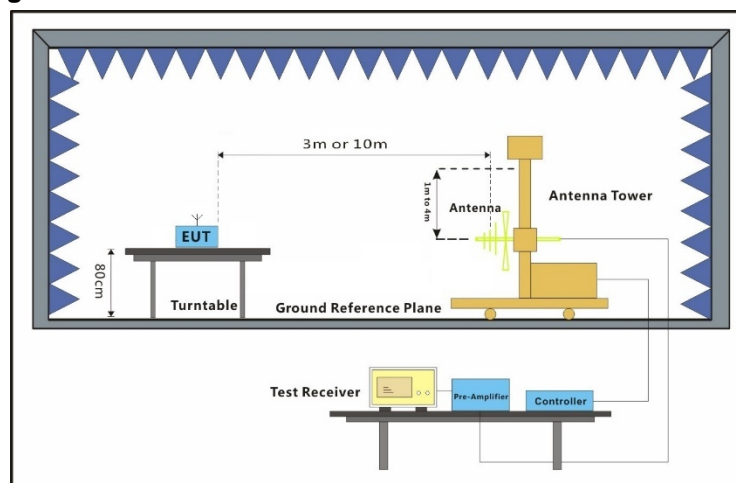 3m or 10m
1m to 4m
Antenna
Antenna Tower
EUT
80cm
Turntable
Ground Reference Plane
Test Receiver
Pre-Amplifier
Controller